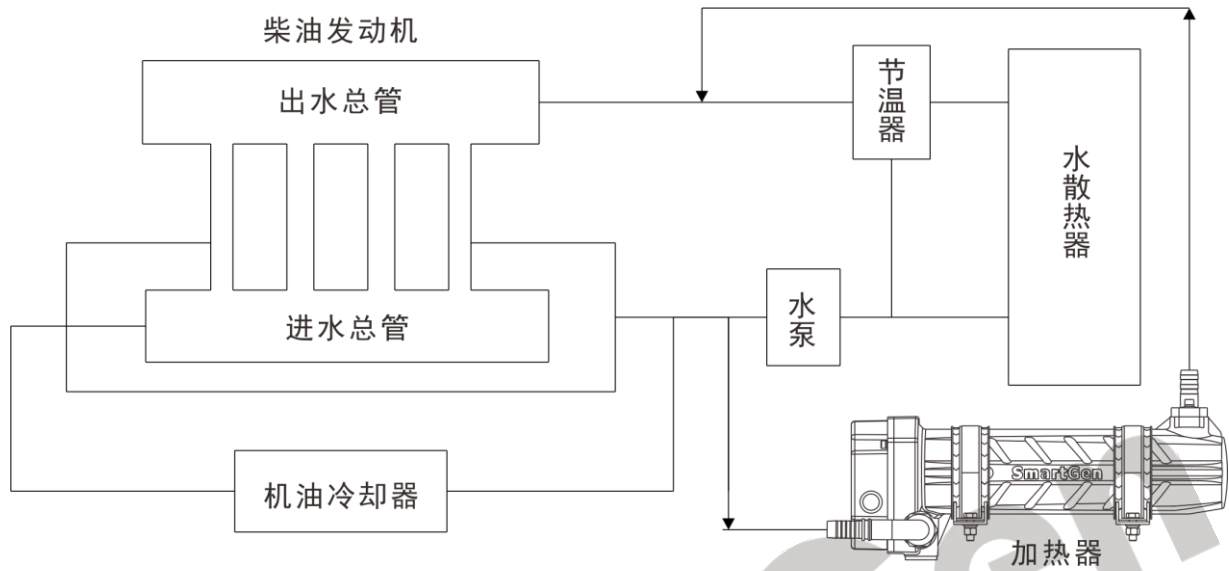 柴油发动机
出水总管
节温器
水散热器
进水总管
水泵
机油冷却器
SmartGen
加热器